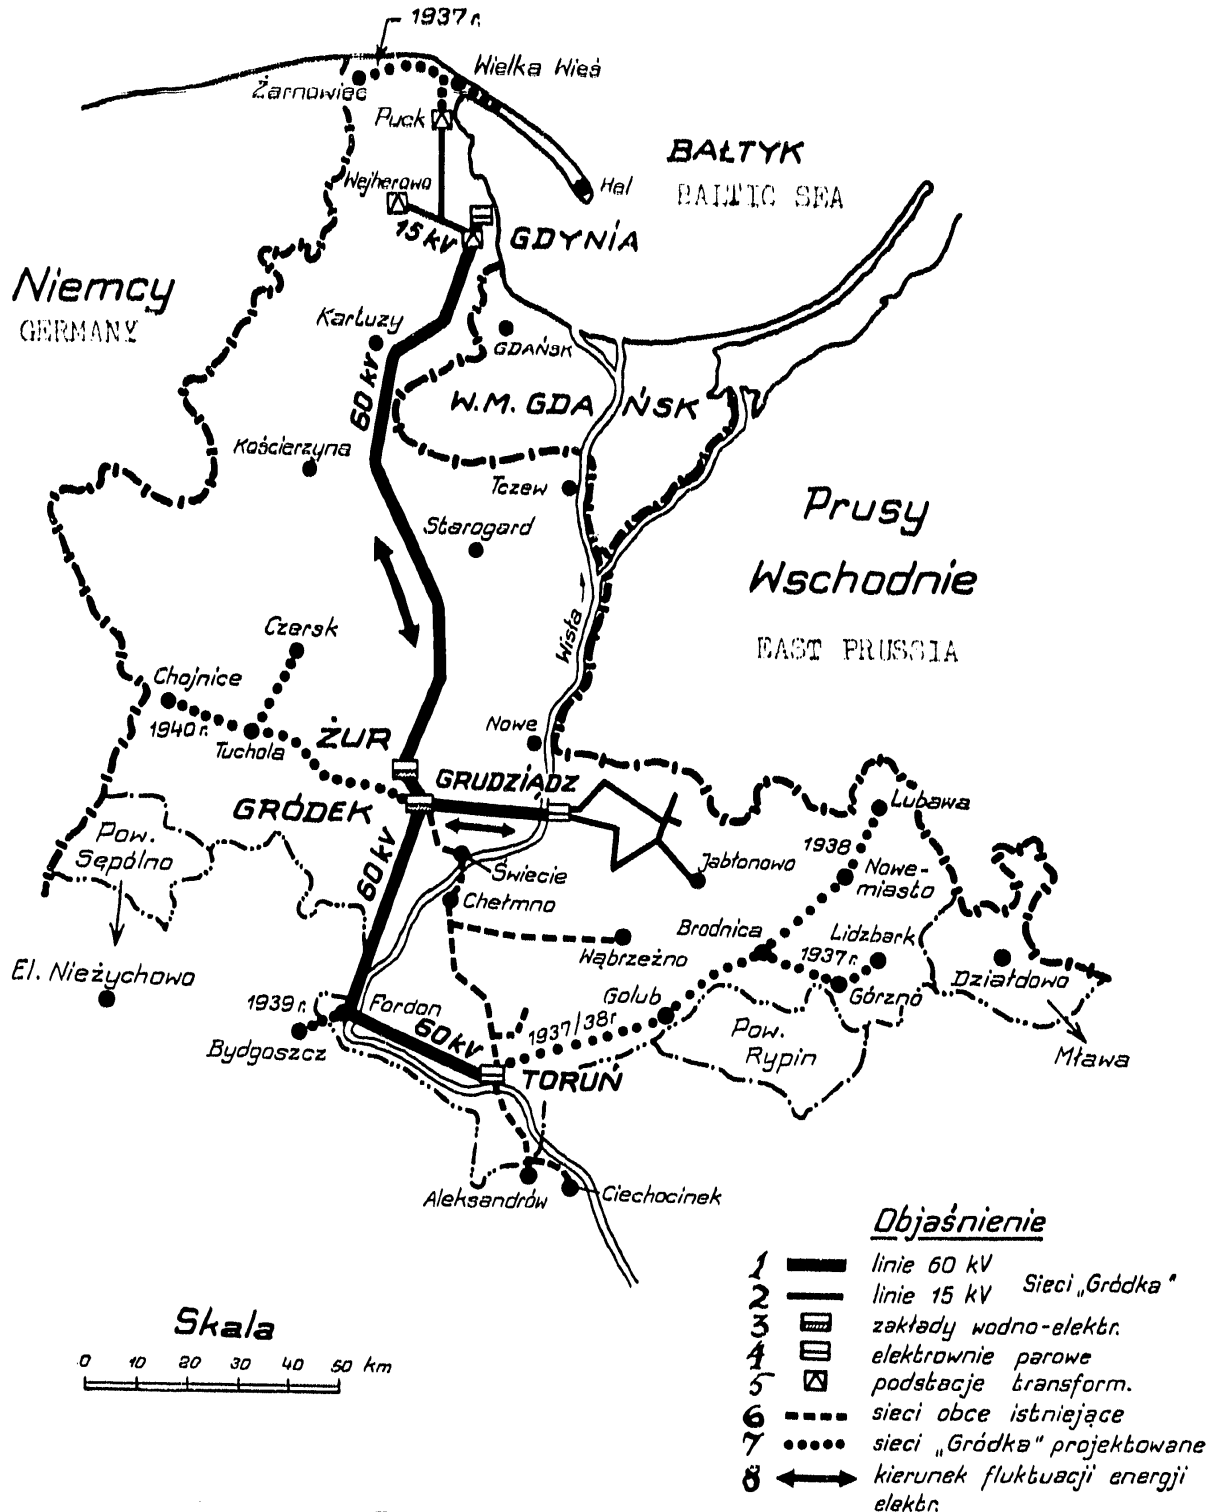 1937 r.
Wielka Wieś
Żarnowiec
Puck
BAŁTYK
BALTIC SEA
Hel
Wejherowo
15 kV
GDYNIA
Niemcy
GERMANY
Kartuzy
GDAŃSK
60 kV
W.M. GDAŃSK
Kościerzyna
Tczew
Prusy
Wschodnie
EAST PRUSSIA
Starogard
Wisła
Czersk
Chojnice
1940 r.
Tuchola
Nowe
ŻUR
GRUDZIĄDZ
GRÓDEK
Lubawa
1938
Pow.
Sępólno
60 kV
Świecie
Jabłonowo
Nowe-
miasto
Chełmno
Brodnica
Lidzbark
Wąbrzeźno
1937 r.
El. Nieżychowo
Działdowo
Górzno
1939 r.
Fordon
Golub
60 kV
1937/38 r
Pow.
Rypin
Bydgoszcz
Mława
TORUŃ
Aleksandrów
Ciechocinek
Objaśnienie
1 linie 60 kV
Sieci „Gródka"
2 linie 15 kV
3 zakłady wodno-elektr.
4 elektrownie parowe
5 podstacje transform.
6 sieci obce istniejące
7 sieci „Gródka" projektowane
8 kierunek fluktuacji energji
elektr.
Skala
0 10 20 30 40 50 km